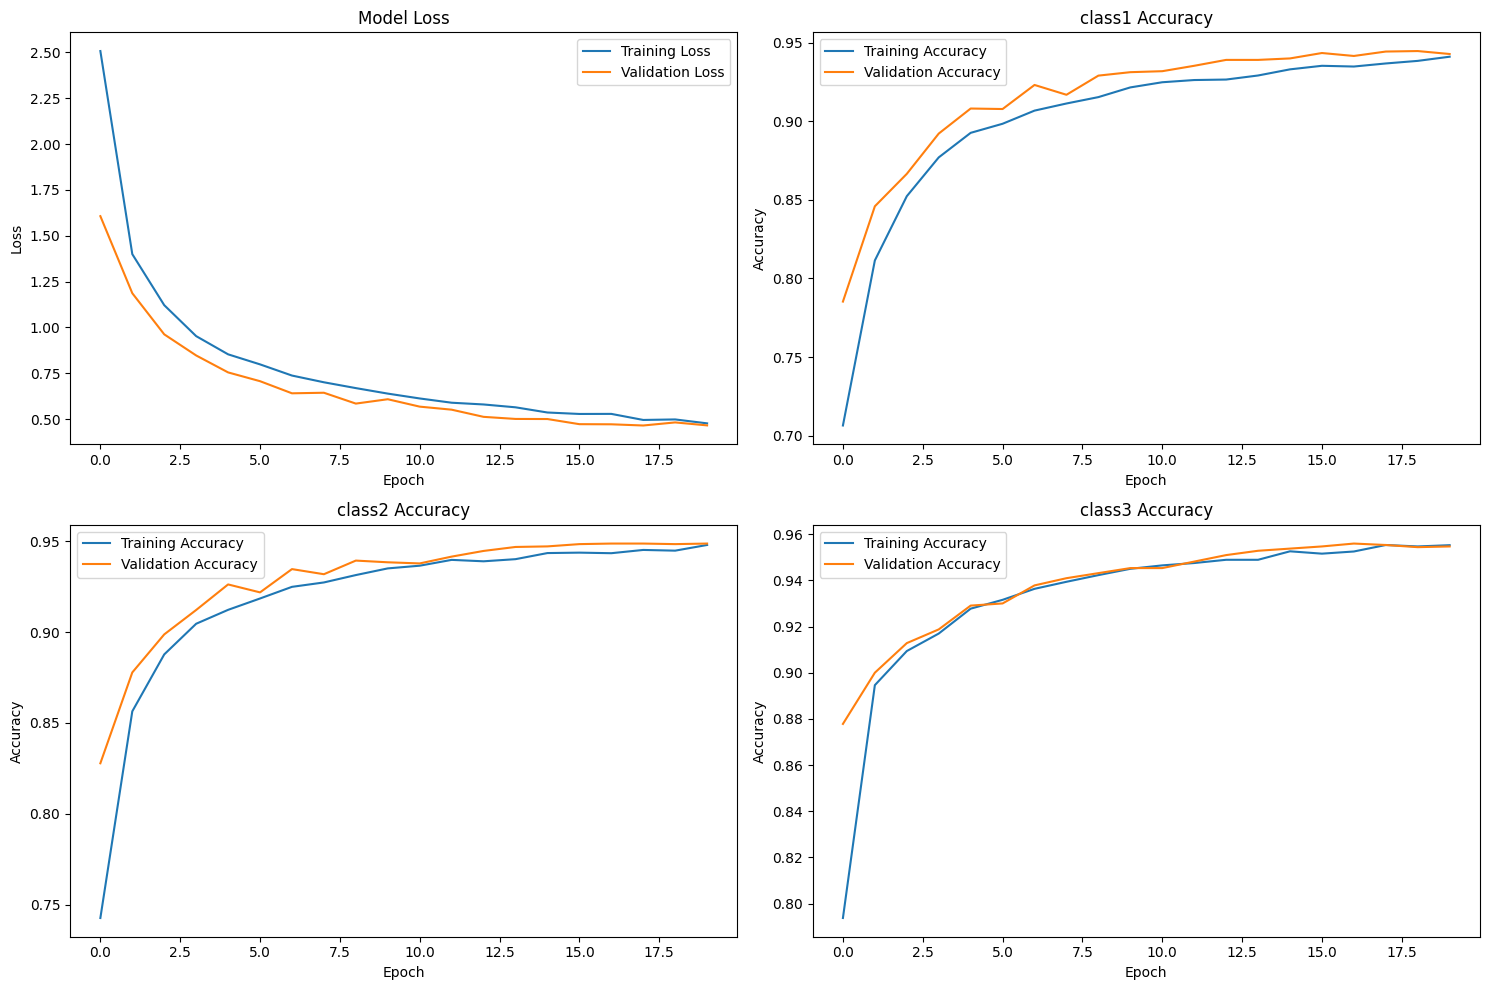 Model Loss
Loss
2.50
2.25
2.00
1.75
1.50
1.25
1.00
0.75
0.50
Training Loss
Validation Loss
0.0 2.5 5.0 7.5 10.0 12.5 15.0 17.5
Epoch
class1 Accuracy
Accuracy
0.95
0.90
0.85
0.80
0.75
0.70
Training Accuracy
Validation Accuracy
0.0 2.5 5.0 7.5 10.0 12.5 15.0 17.5
Epoch
class2 Accuracy
Accuracy
0.95
0.90
0.85
0.80
0.75
Training Accuracy
Validation Accuracy
0.0 2.5 5.0 7.5 10.0 12.5 15.0 17.5
Epoch
class3 Accuracy
Accuracy
0.96
0.94
0.92
0.90
0.88
0.86
0.84
0.82
0.80
Training Accuracy
Validation Accuracy
0.0 2.5 5.0 7.5 10.0 12.5 15.0 17.5
Epoch